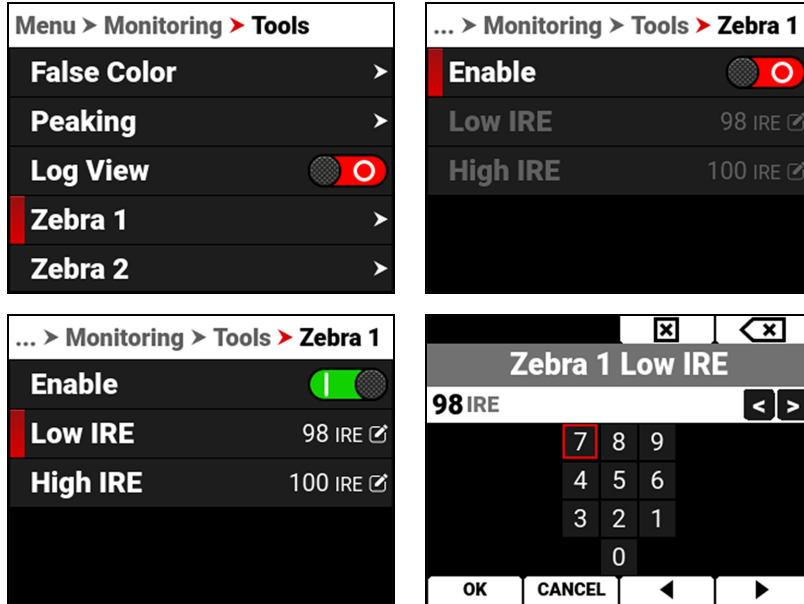 Menu > Monitoring > Tools
False Color >
Peaking >
Log View
Zebra 1 >
Zebra 2 >
... > Monitoring > Tools > Zebra 1
Enable
Low IRE 98 IRE
High IRE 100 IRE
... > Monitoring > Tools > Zebra 1
Enable
Low IRE 98 IRE
High IRE 100 IRE
Zebra 1 Low IRE
98 IRE < >
7 8 9
4 5 6
3 2 1
0
OK CANCEL ◀ ▶